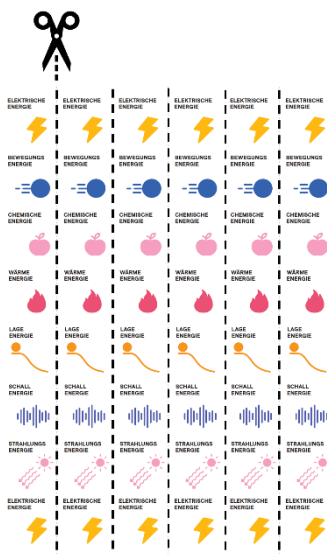 ELEKTRISCHE ELEKTRISCHE ELEKTRISCHE ELEKTRISCHE ELEKTRISCHE ELEKTRISCHE
ENERGIE ENERGIE ENERGIE ENERGIE ENERGIE ENERGIE
BEWEGUNGS BEWEGUNGS BEWEGUNGS BEWEGUNGS BEWEGUNGS BEWEGUNGS
ENERGIE ENERGIE ENERGIE ENERGIE ENERGIE ENERGIE
CHEMISCHE CHEMISCHE CHEMISCHE CHEMISCHE CHEMISCHE CHEMISCHE
ENERGIE ENERGIE ENERGIE ENERGIE ENERGIE ENERGIE
WÄRME WÄRME WÄRME WÄRME WÄRME WÄRME
ENERGIE ENERGIE ENERGIE ENERGIE ENERGIE ENERGIE
LAGE LAGE LAGE LAGE LAGE LAGE
ENERGIE ENERGIE ENERGIE ENERGIE ENERGIE ENERGIE
SCHALL SCHALL SCHALL SCHALL SCHALL SCHALL
ENERGIE ENERGIE ENERGIE ENERGIE ENERGIE ENERGIE
STRAHLUNGS STRAHLUNGS STRAHLUNGS STRAHLUNGS STRAHLUNGS STRAHLUNGS
ENERGIE ENERGIE ENERGIE ENERGIE ENERGIE ENERGIE
ELEKTRISCHE ELEKTRISCHE ELEKTRISCHE ELEKTRISCHE ELEKTRISCHE ELEKTRISCHE
ENERGIE ENERGIE ENERGIE ENERGIE ENERGIE ENERGIE